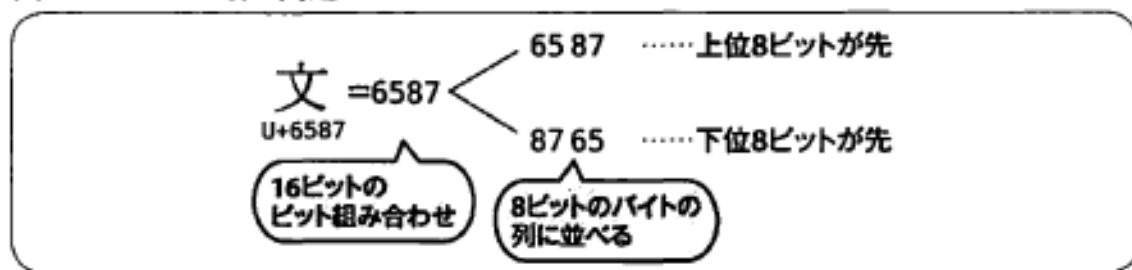 65 87 ……上位8ビットが先
文 =6587
U+6587
87 65 ……下位8ビットが先
16ビットの
ビット組み合わせ
8ビットのバイトの
列に並べる